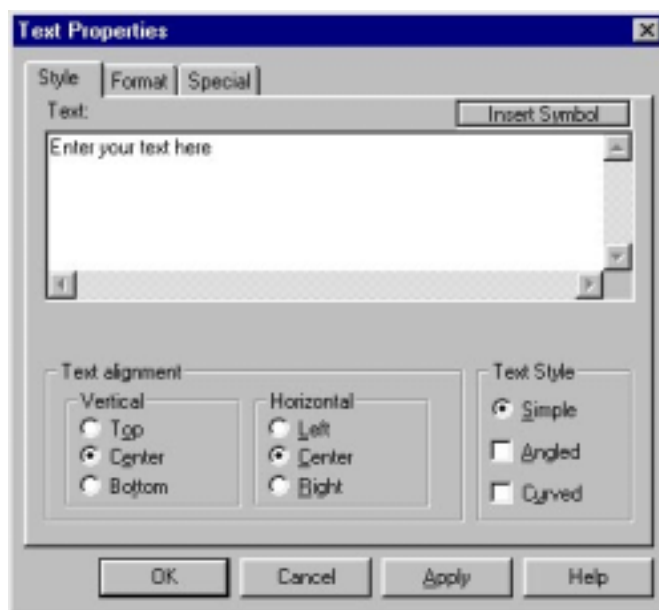 Text Properties
Style Format Special
Text: Insert Symbol
Enter your text here
Text alignment
Vertical
Top
Center
Bottom
Horizontal
Left
Center
Right
Text Style
Simple
Angled
Curved
OK Cancel Apply Help